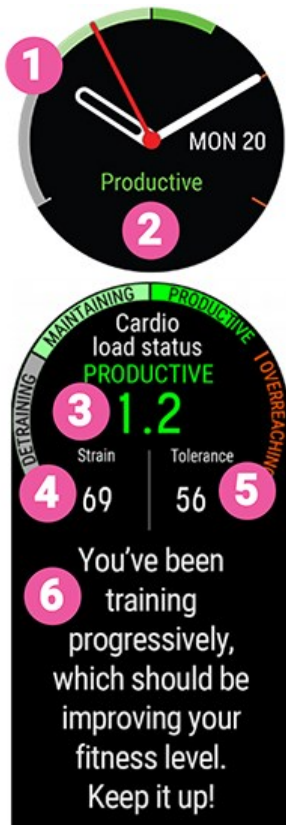 1
MON 20
Productive
2
DETRAINING
MAINTAINING
PRODUCTIVE
OVERREACHING
Cardio
load status
PRODUCTIVE
3
1.2
Strain
Tolerance
4
69
56
5
You’ve been
6
training
progressively,
which should be
improving your
fitness level.
Keep it up!